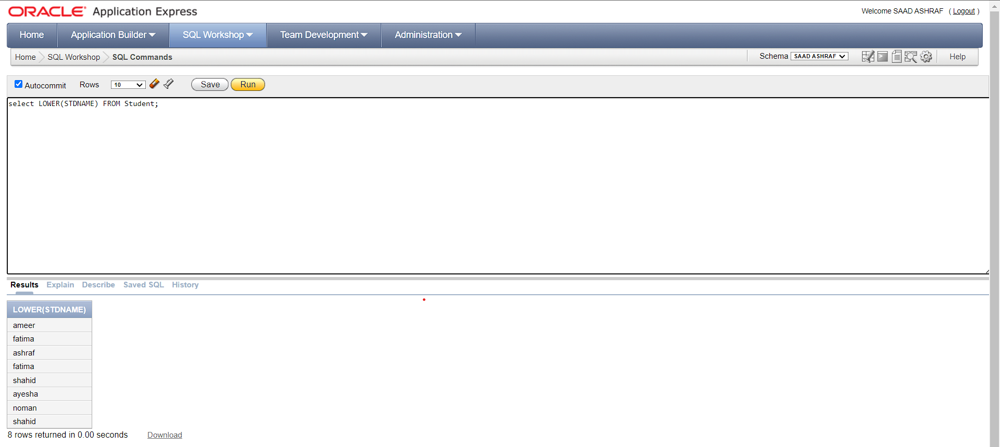 ORACLE Application Express
Welcome SAAD ASHRAF ( Logout )
Home Application Builder SQL Workshop Team Development Administration
Home SQL Workshop SQL Commands
Schema SAAD ASHRAF Help
Autocommit Rows 10 Save Run
select LOWER(STDNAME) FROM Student;
Results Explain Describe Saved SQL History
LOWER(STDNAME)
ameer
fatima
ashraf
fatima
shahid
ayesha
noman
shahid
8 rows returned in 0.00 seconds Download